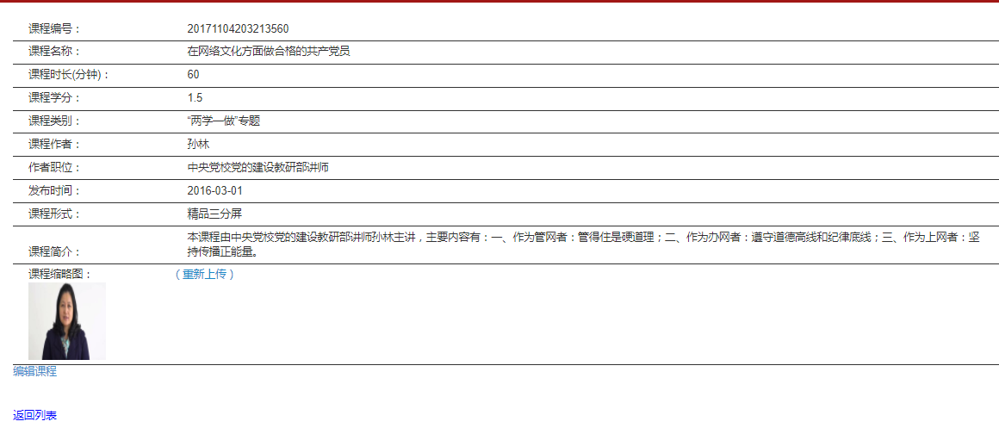 课程编号： 20171104203213560
课程名称： 在网络文化方面做合格的共产党员
课程时长(分钟)： 60
课程学分： 1.5
课程类别： “两学一做”专题
课程作者： 孙林
作者职位： 中央党校党的建设教研部讲师
发布时间： 2016-03-01
课程形式： 精品三分屏
本课程由中央党校党的建设教研部讲师孙林主讲，主要内容有：一、作为管网者：管得住是硬道理；二、作为办网者：遵守道德高线和纪律底线；三、作为上网者：坚
课程简介： 持传播正能量。
课程缩略图： （重新上传）
编辑课程
返回列表